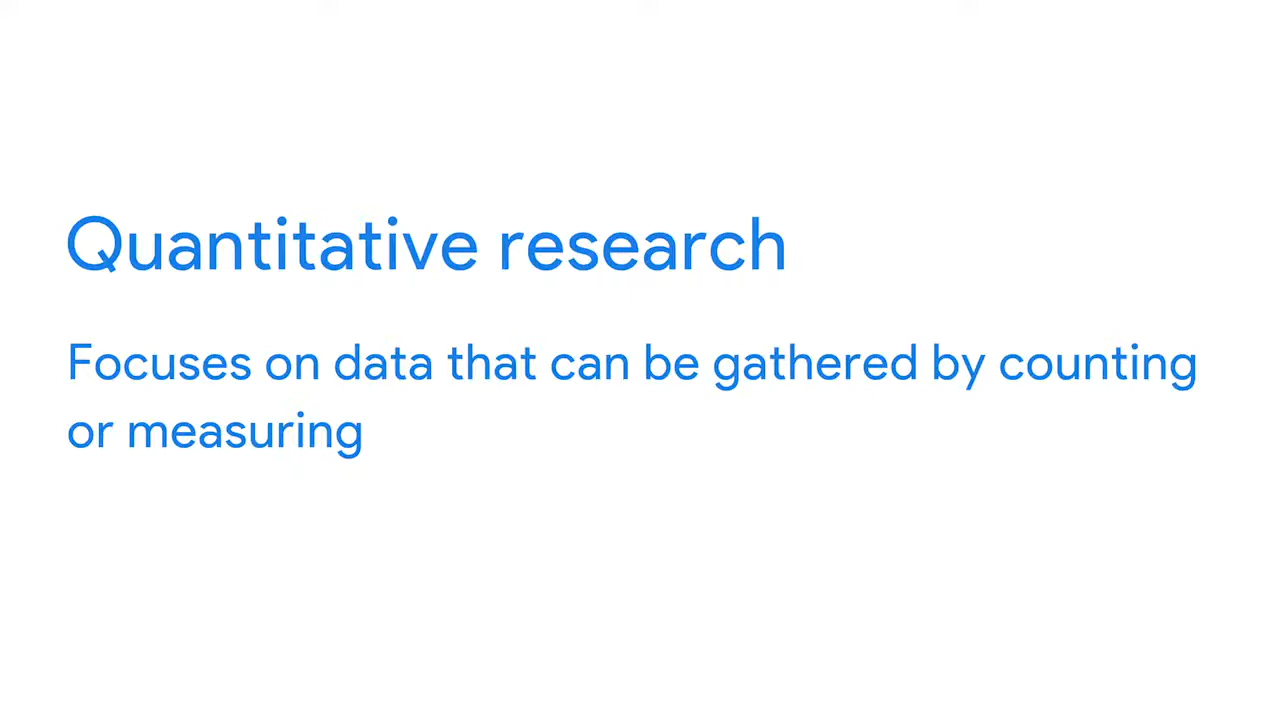 Quantitative research
Focuses on data that can be gathered by counting
or measuring